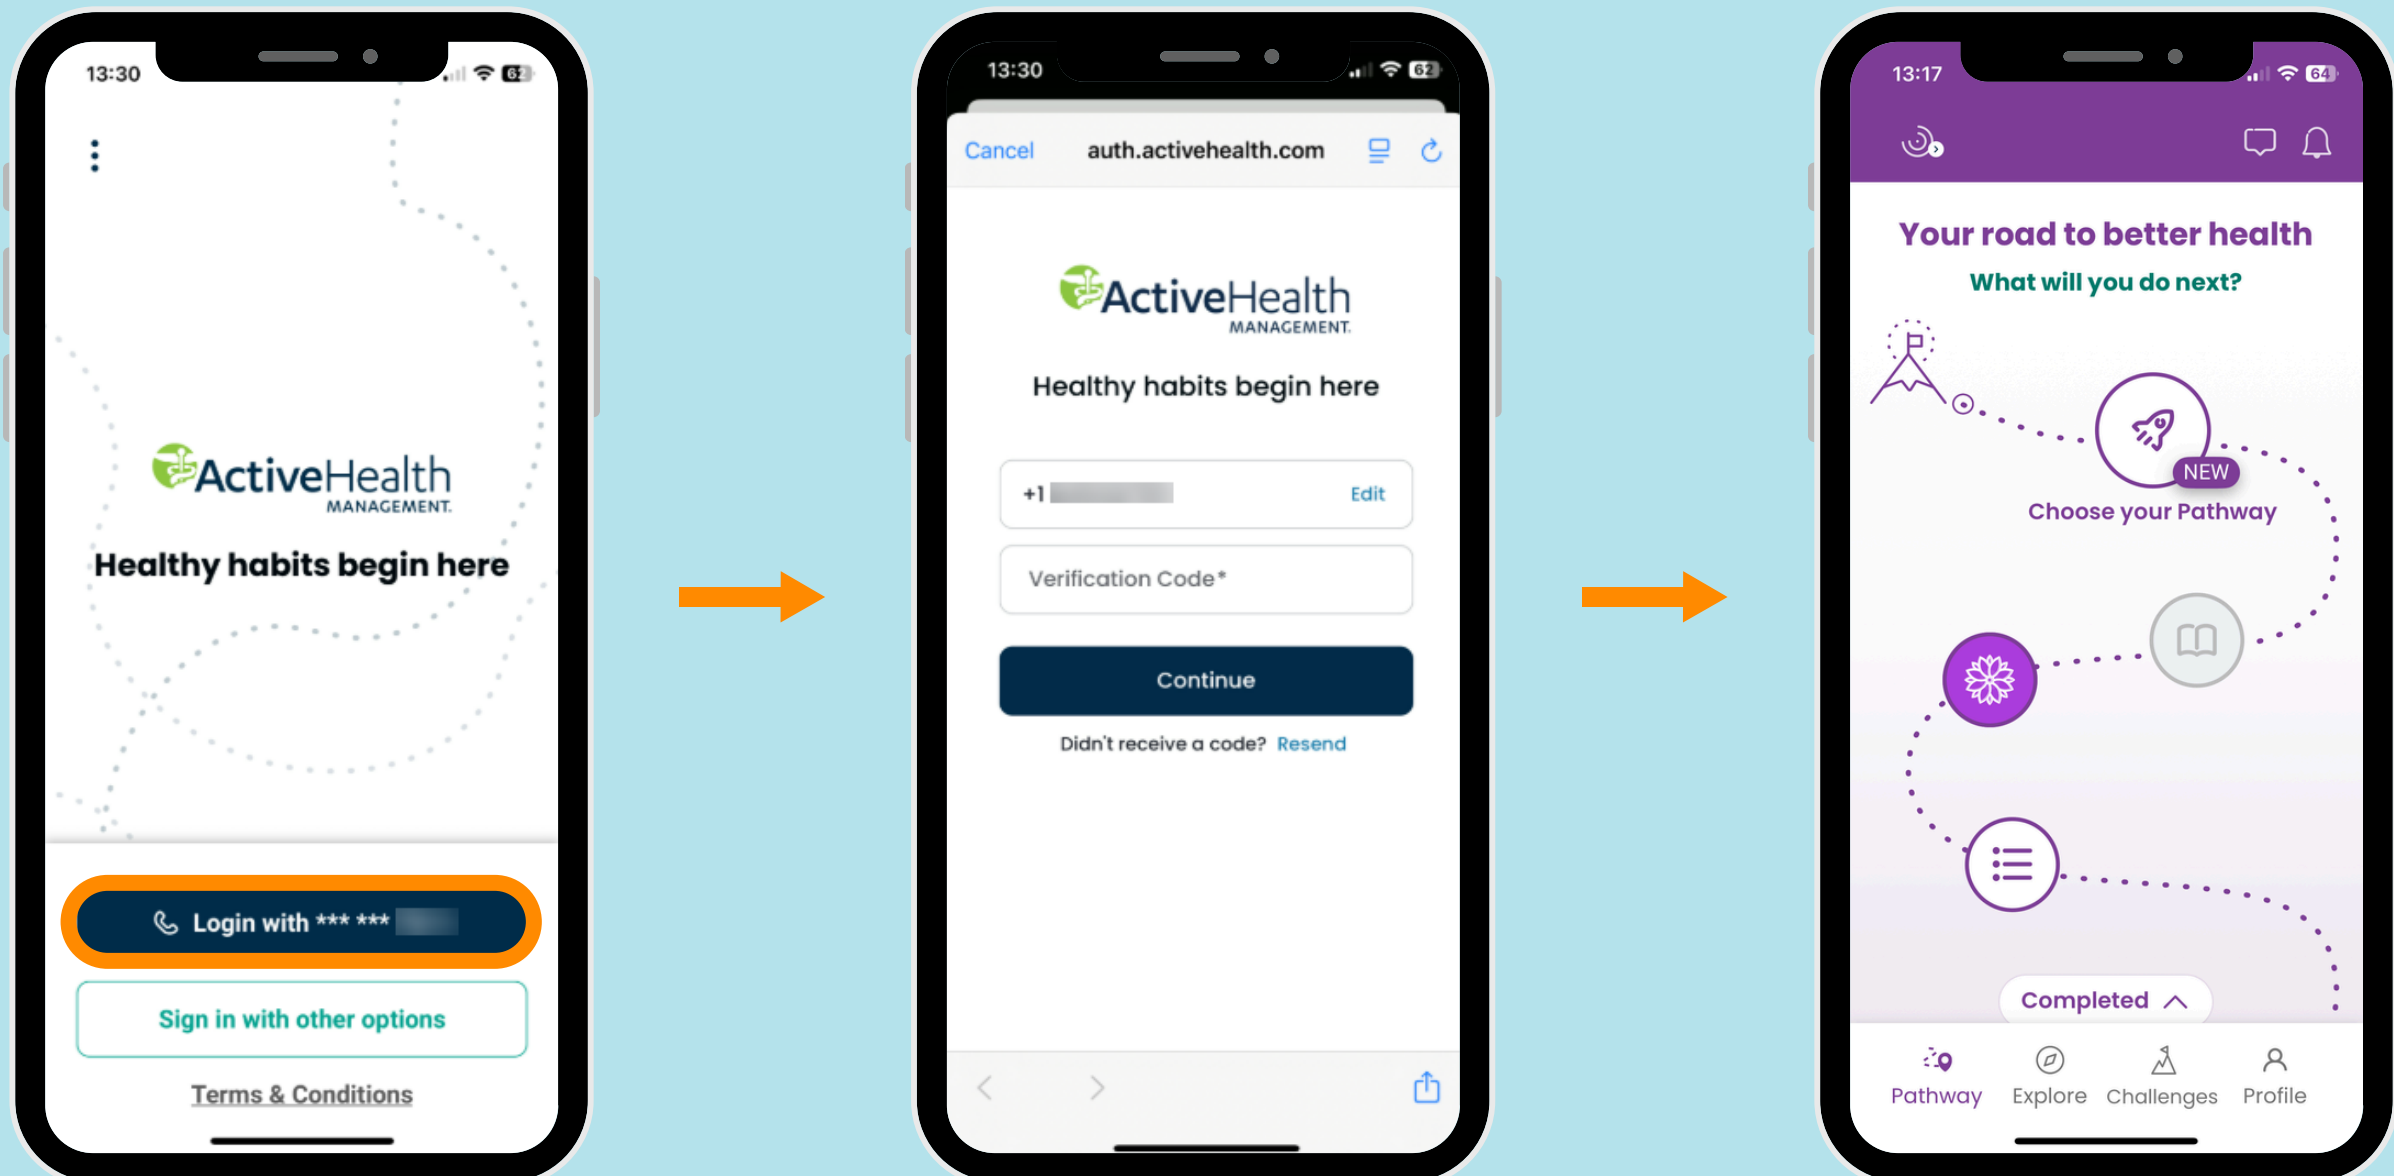 13:30
62
ActiveHealth
MANAGEMENT.
Healthy habits begin here
Login with *** ***
Sign in with other options
Terms & Conditions
13:30
62
Cancel auth.activehealth.com
ActiveHealth
MANAGEMENT.
Healthy habits begin here
+1 Edit
Verification Code*
Continue
Didn't receive a code? Resend
13:17
64
Your road to better health
What will you do next?
NEW
Choose your Pathway
Completed
Pathway Explore Challenges Profile